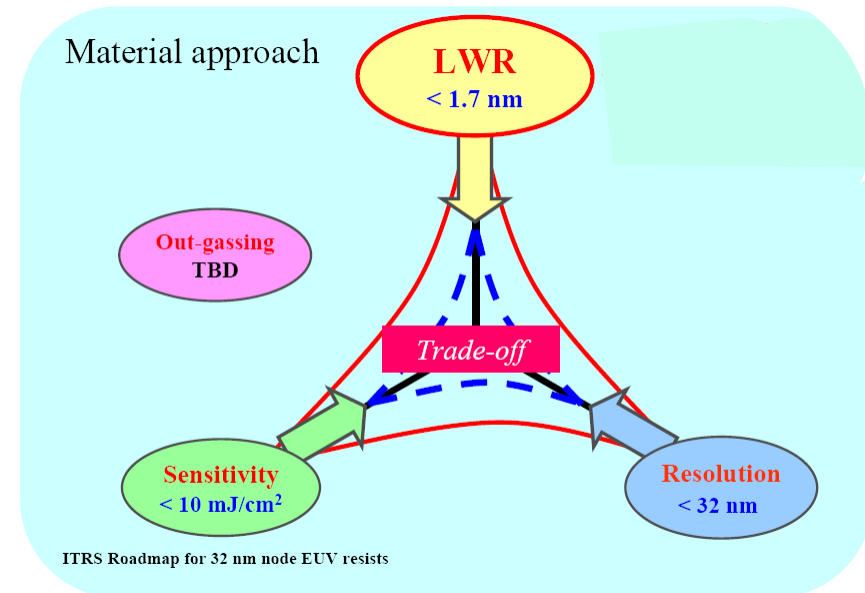 Material approach
LWR
< 1.7 nm
Out-gassing
TBD
Trade-off
Sensitivity
< 10 mJ/cm²
Resolution
< 32 nm
ITRS Roadmap for 32 nm node EUV resists